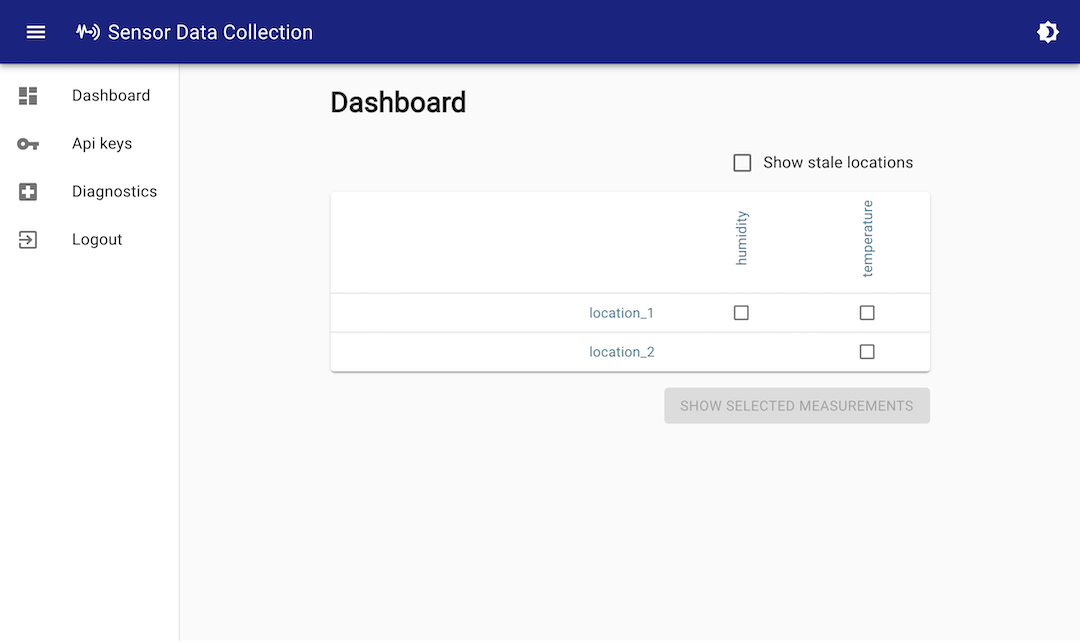 Sensor Data Collection
Dashboard
Api keys
Diagnostics
Logout
Dashboard
Show stale locations
humidity
temperature
location_1
location_2
SHOW SELECTED MEASUREMENTS